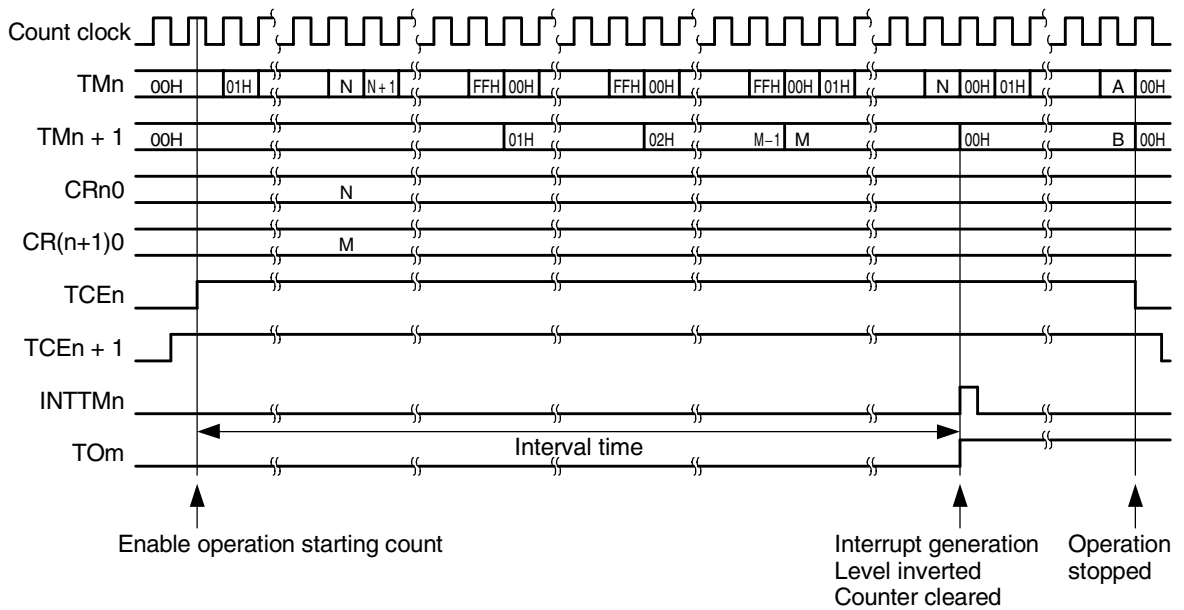 Count clock
TMn 00H 01H N N+1 FFH 00H FFH 00H FFH 00H 01H N 00H 01H A 00H
TMn + 1 00H 01H 02H M−1 M 00H B 00H
CRn0 N
CR(n+1)0 M
TCEn
TCEn + 1
INTTMn
Interval time
TOm
Enable operation starting count
Interrupt generation
Level inverted
Counter cleared
Operation
stopped